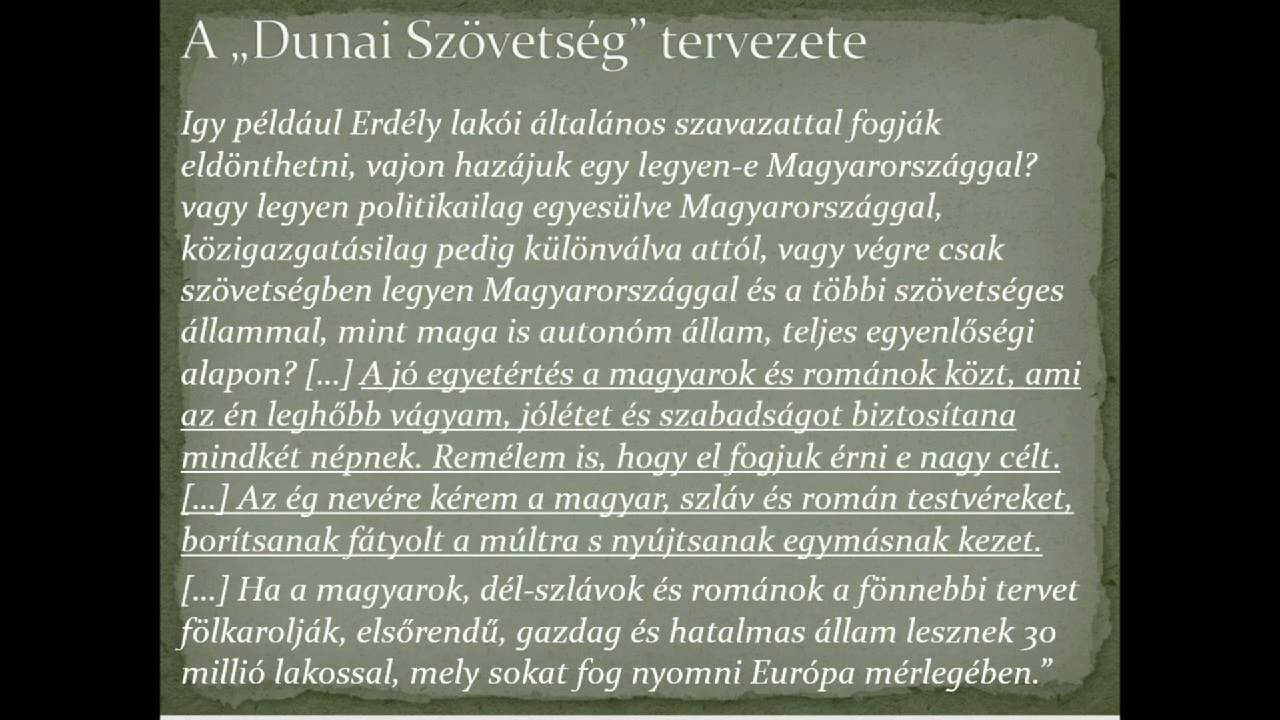 A „Dunai Szövetség” tervezete
Igy például Erdély lakói általános szavazattal fogják
eldönthetni, vajon hazájuk egy legyen-e Magyarországgal?
vagy legyen politikailag egyesülve Magyarországgal,
közigazgatásilag pedig különválva attól, vagy végre csak
szövetségben legyen Magyarországgal és a többi szövetséges
állammal, mint maga is autonóm állam, teljes egyenlőségi
alapon? [...] A jó egyetértés a magyarok és románok közt, ami
az én leghőbb vágyam, jólétet és szabadságot biztosítana
mindkét népnek. Remélem is, hogy el fogjuk érni e nagy célt.
[...] Az ég nevére kérem a magyar, szláv és román testvéreket,
borítsanak fátyolt a múltra s nyújtsanak egymásnak kezet.
[...] Ha a magyarok, dél-szlávok és románok a fönnebbi tervet
fölkarolják, elsőrendű, gazdag és hatalmas állam lesznek 30
millió lakossal, mely sokat fog nyomni Európa mérlegében.”